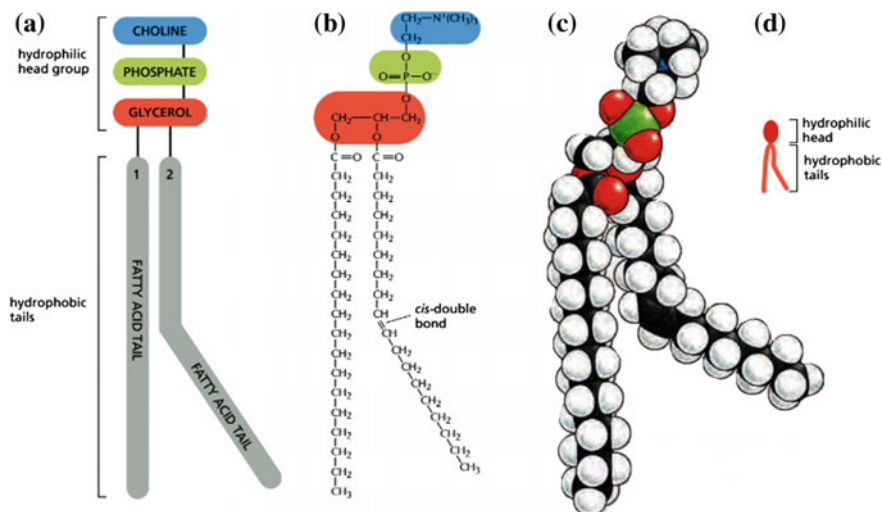 (a)
hydrophilic
head group
CHOLINE
PHOSPHATE
GLYCEROL
hydrophobic
tails
1
2
FATTY ACID TAIL
FATTY ACID TAIL
(b)
CH₂—N⁺(CH₃)₃
CH₂
O
O=P—O⁻
O
CH₂—CH—CH₂
O O
C=O C=O
CH₂ CH₂
CH₂ CH₂
CH₂ CH₂
CH₂ CH₂
CH₂ CH₂
CH₂ CH₂
CH₂ CH₂
CH₂ CH
CH₂ CH
CH₂ CH₂
CH₂ CH₂
CH₂ CH₂
CH₂ CH₂
CH₂ CH₂
CH₂ CH₂
CH₂ CH₂
CH₃ CH₃
cis-double
bond
(c)
(d)
hydrophilic
head
hydrophobic
tails